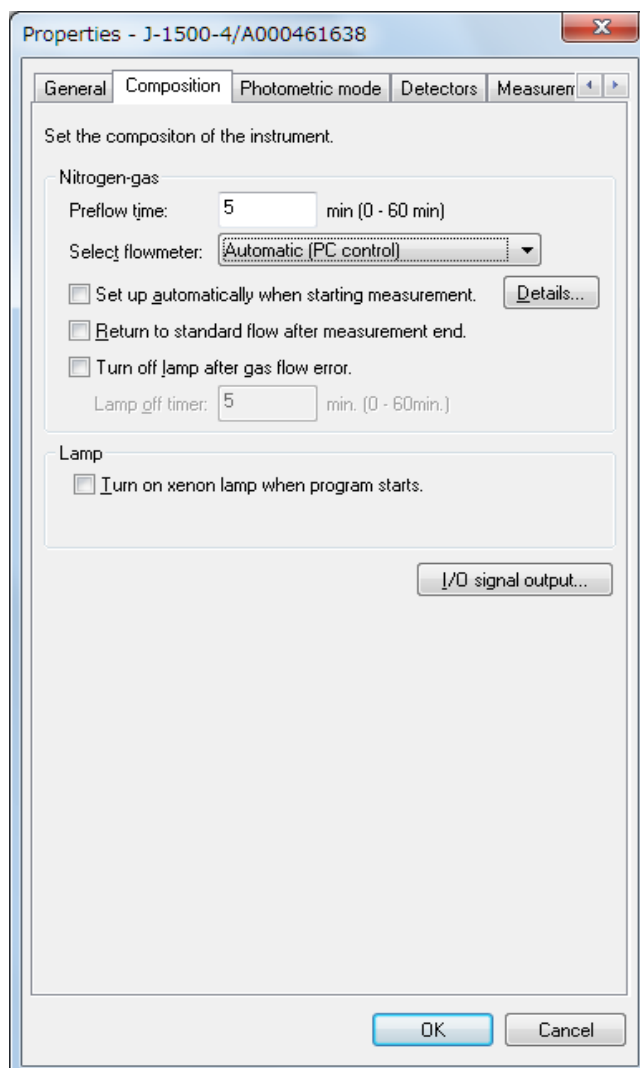 Properties - J-1500-4/A000461638
General Composition Photometric mode Detectors Measurem
Set the compositon of the instrument.
Nitrogen-gas
Preflow time: 5 min (0 - 60 min)
Select flowmeter: Automatic (PC control)
Set up automatically when starting measurement. Details...
Return to standard flow after measurement end.
Turn off lamp after gas flow error.
Lamp off timer: 5 min. (0 - 60min.)
Lamp
Turn on xenon lamp when program starts.
I/O signal output...
OK Cancel